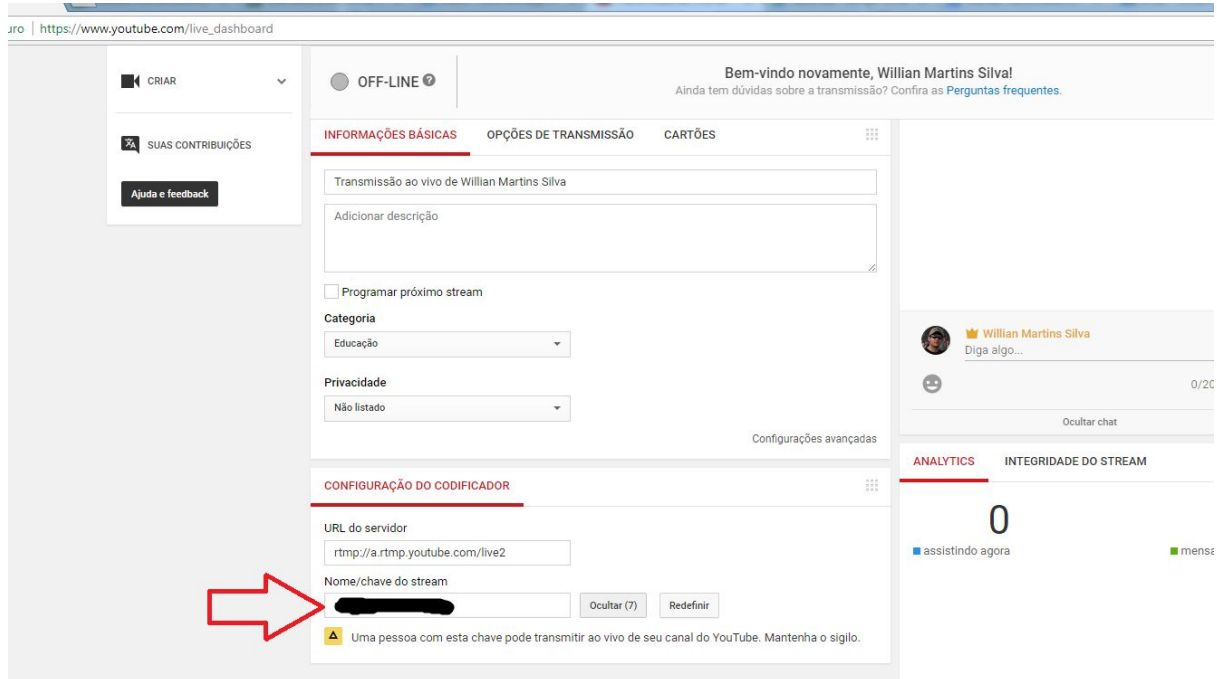 uro | https://www.youtube.com/live_dashboard
CRIAR
SUAS CONTRIBUIÇÕES
Ajuda e feedback
OFF-LINE
Bem-vindo novamente, Willian Martins Silva!
Ainda tem dúvidas sobre a transmissão? Confira as Perguntas frequentes.
INFORMAÇÕES BÁSICAS OPÇÕES DE TRANSMISSÃO CARTÕES
Transmissão ao vivo de Willian Martins Silva
Adicionar descrição
Programar próximo stream
Categoria
Educação
Privacidade
Não listado
Configurações avançadas
CONFIGURAÇÃO DO CODIFICADOR
URL do servidor
rtmp://a.rtmp.youtube.com/live2
Nome/chave do stream
Ocultar (7) Redefinir
Uma pessoa com esta chave pode transmitir ao vivo de seu canal do YouTube. Mantenha o sigilo.
Willian Martins Silva
Diga algo...
0/20
Ocultar chat
ANALYTICS INTEGRIDADE DO STREAM
0
assistindo agora
mensa